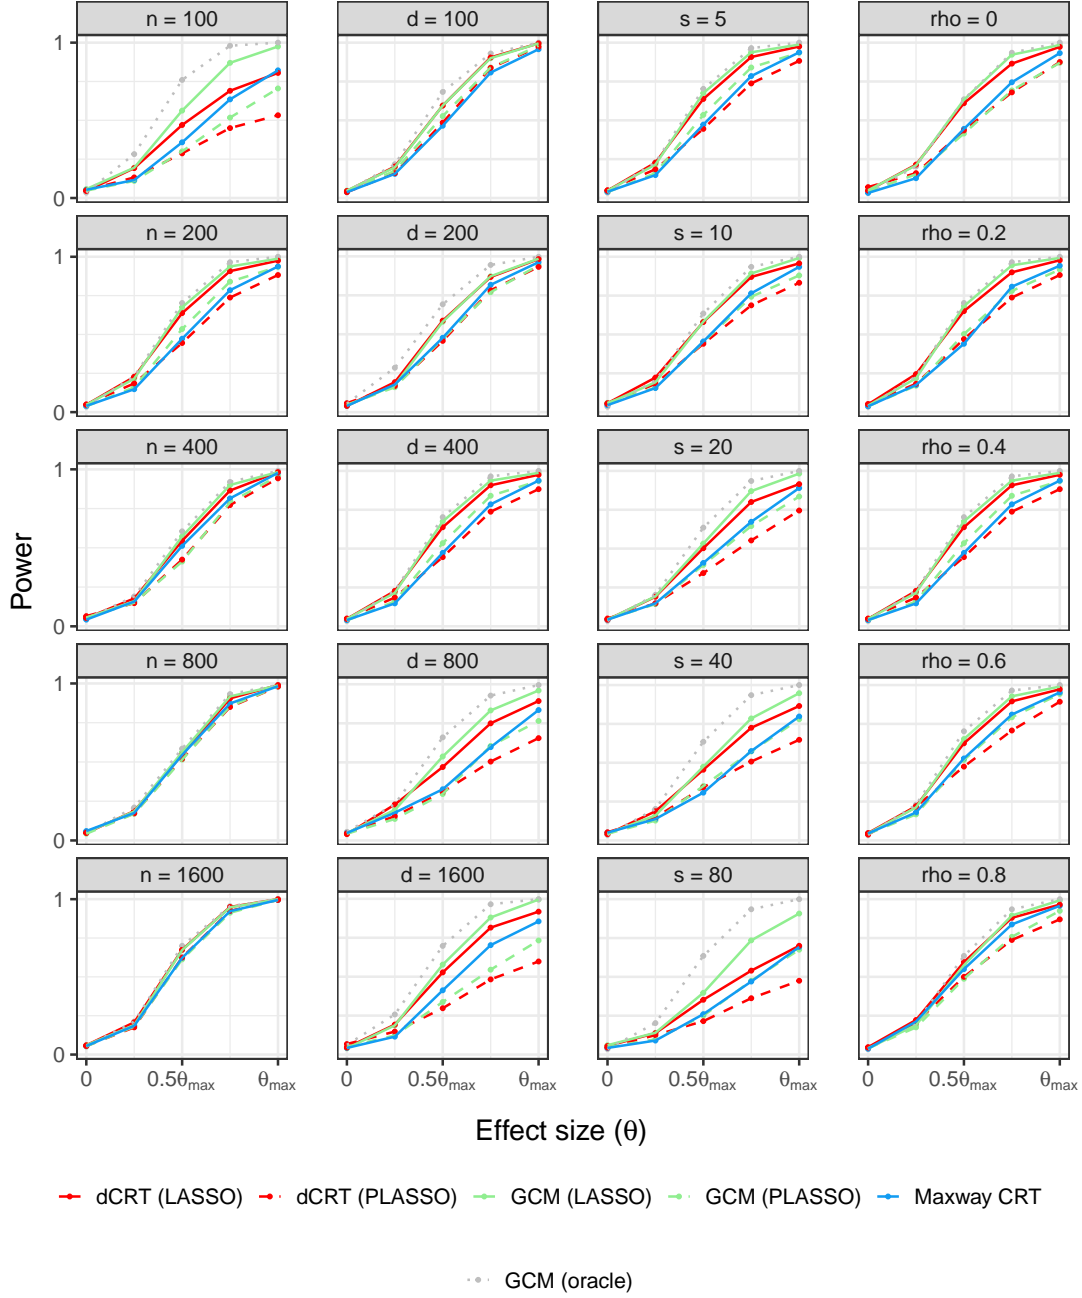 n = 100
d = 100
s = 5
rho = 0
1
0
n = 200
d = 200
s = 10
rho = 0.2
1
0
n = 400
d = 400
s = 20
rho = 0.4
1
0
n = 800
d = 800
s = 40
rho = 0.6
1
0
n = 1600
d = 1600
s = 80
rho = 0.8
1
0
Power
0 0.5θmax θmax
0 0.5θmax θmax
0 0.5θmax θmax
0 0.5θmax θmax
Effect size (θ)
dCRT (LASSO) dCRT (PLASSO) GCM (LASSO) GCM (PLASSO) Maxway CRT
GCM (oracle)